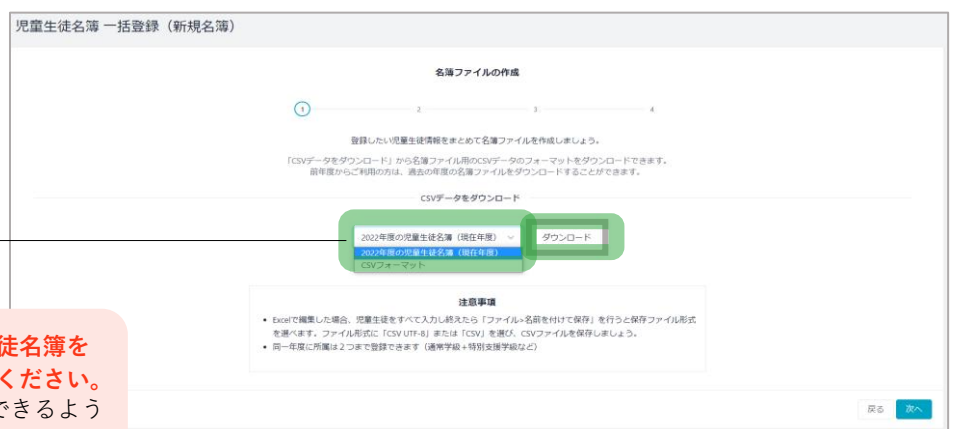 児童生徒名簿 一括登録（新規名簿）
名簿ファイルの作成
1 2 3 4
登録したい児童生徒情報をまとめて名簿ファイルを作成しましょう。
「CSVデータをダウンロード」から名簿ファイル用のCSVデータのフォーマットをダウンロードできます。
前年度からご利用の方は、過去の年度の名簿ファイルをダウンロードすることができます。
CSVデータをダウンロード
2022年度の児童生徒名簿（現在年度） ダウンロード
2022年度の児童生徒名簿（現在年度）
CSVフォーマット
注意事項
• Excelで編集した場合、児童生徒をすべて入力し終えたら「ファイル>名前を付けて保存」を行うと保存ファイル形式
を選べます。ファイル形式に「CSV UTF-8」または「CSV」を選び、CSVファイルを保存しましょう。
• 同一年度に所属は２つまで登録できます（通常学級+特別支援学級など）
徒名簿を
ください。
できるよう
戻る 次へ